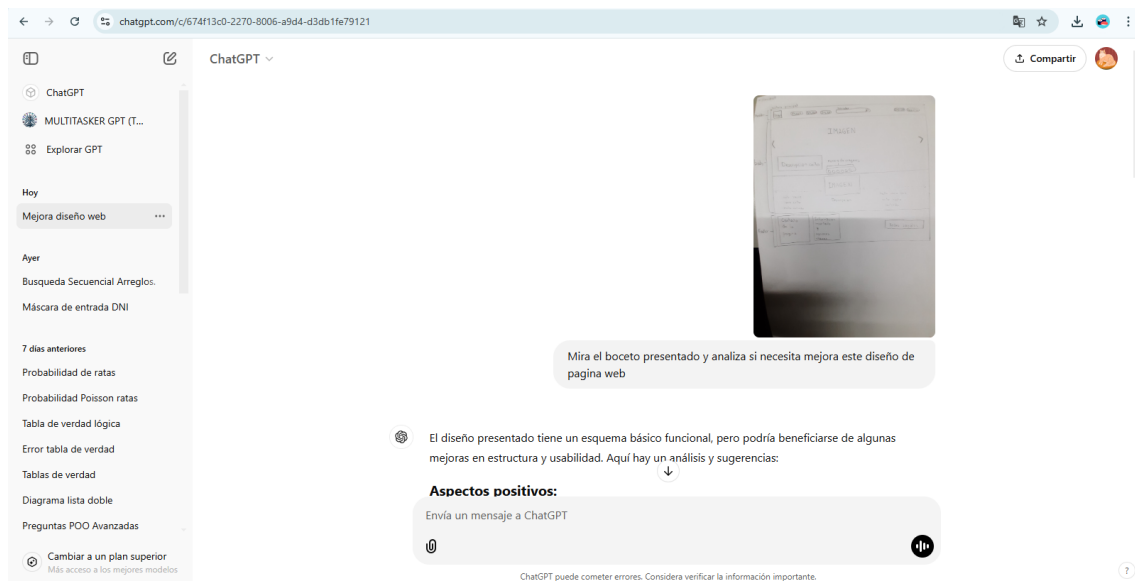 chatgpt.com/c/674f13c0-2270-8006-a9d4-d3db1fe79121
ChatGPT
MULTITASKER GPT (T...
Explorar GPT
Hoy
Mejora diseño web
Ayer
Busqueda Secuencial Arreglos.
Máscara de entrada DNI
7 días anteriores
Probabilidad de ratas
Probabilidad Poisson ratas
Tabla de verdad lógica
Error tabla de verdad
Tablas de verdad
Diagrama lista doble
Preguntas POO Avanzadas
Cambiar a un plan superior
Más acceso a los mejores modelos
ChatGPT
Compartir
IMAGEN
Mira el boceto presentado y analiza si necesita mejora este diseño de
pagina web
El diseño presentado tiene un esquema básico funcional, pero podría beneficiarse de algunas
mejoras en estructura y usabilidad. Aquí hay un análisis y sugerencias:
Aspectos positivos:
Envía un mensaje a ChatGPT
ChatGPT puede cometer errores. Considera verificar la información importante.
?